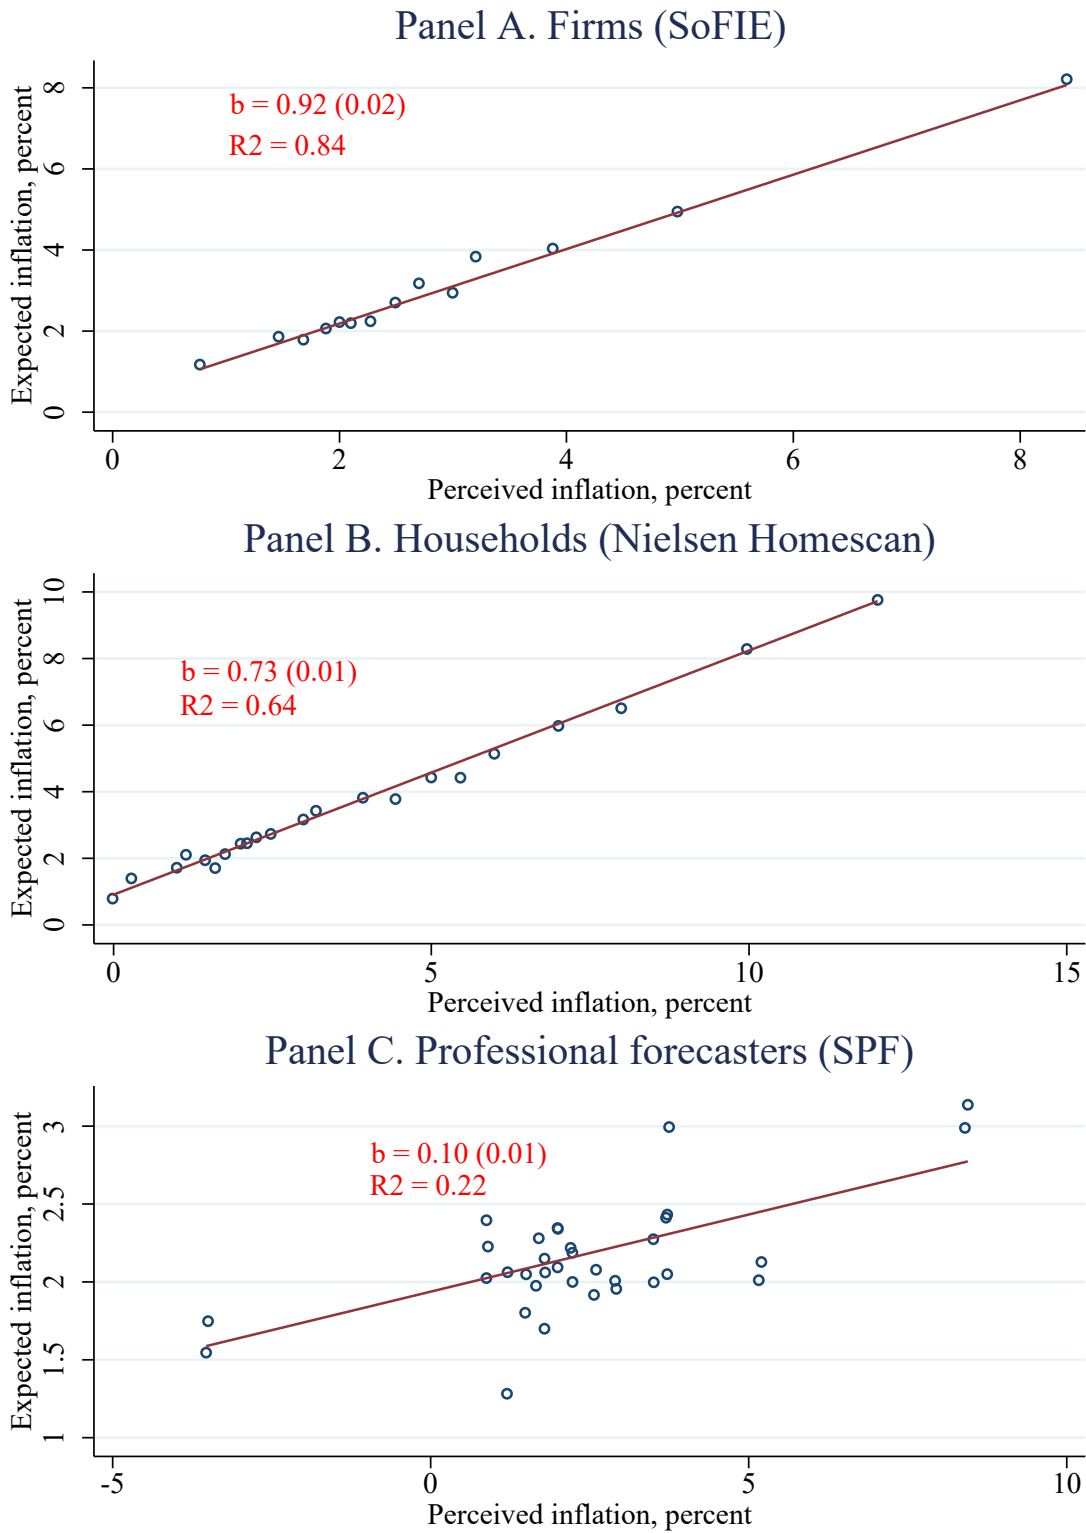 Panel A. Firms (SoFIE)
Expected inflation, percent
8
6
4
2
0
b = 0.92 (0.02)
R2 = 0.84
0 2 4 6 8
Perceived inflation, percent
Panel B. Households (Nielsen Homescan)
Expected inflation, percent
10
8
6
4
2
0
b = 0.73 (0.01)
R2 = 0.64
0 5 10 15
Perceived inflation, percent
Panel C. Professional forecasters (SPF)
Expected inflation, percent
3
2.5
2
1.5
1
b = 0.10 (0.01)
R2 = 0.22
-5 0 5 10
Perceived inflation, percent